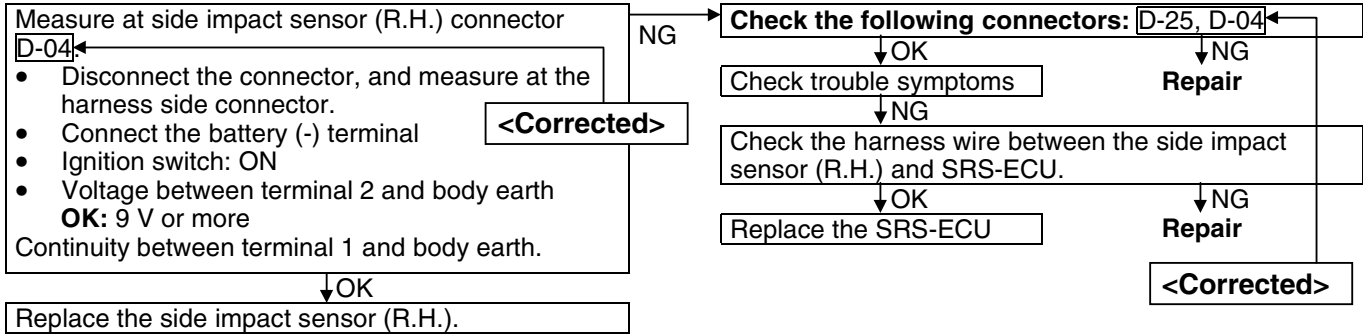 Measure at side impact sensor (R.H.) connector
D-04.
• Disconnect the connector, and measure at the
harness side connector.
• Connect the battery (-) terminal
• Ignition switch: ON
• Voltage between terminal 2 and body earth
OK: 9 V or more
Continuity between terminal 1 and body earth.
<Corrected>
OK
Replace the side impact sensor (R.H.).
NG
Check the following connectors: D-25, D-04
OK
NG
Check trouble symptoms
Repair
NG
Check the harness wire between the side impact
sensor (R.H.) and SRS-ECU.
OK
NG
Replace the SRS-ECU
Repair
<Corrected>